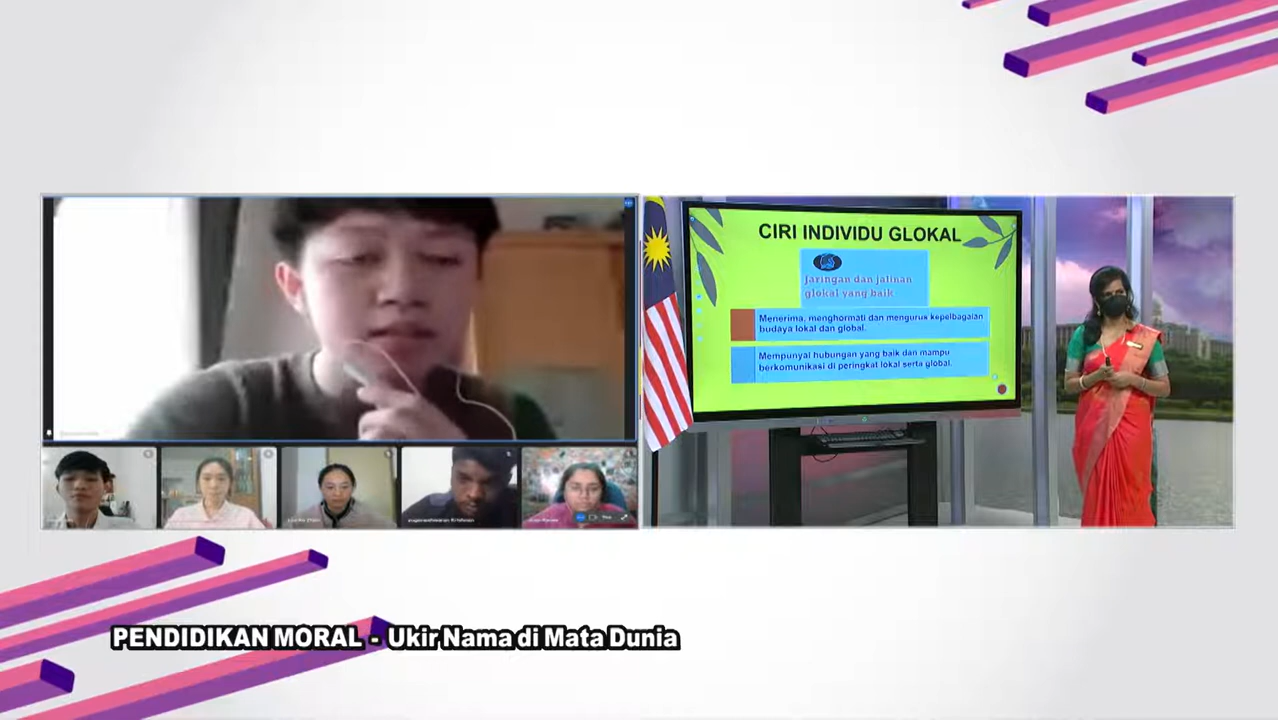 CIRI INDIVIDU GLOKAL
Jaringan dan jalinan
glokal yang baik
Menerima, menghormati dan mengurus kepelbagaian
budaya lokal dan global.
Mempunyai hubungan yang baik dan mampu
berkomunikasi di peringkat lokal serta global.
PENDIDIKAN MORAL - Ukir Nama di Mata Dunia